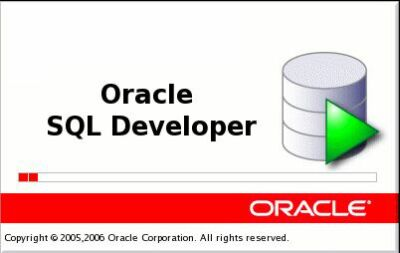 Oracle
SQL Developer
ORACLE®
Copyright © 2005,2006 Oracle Corporation. All rights reserved.